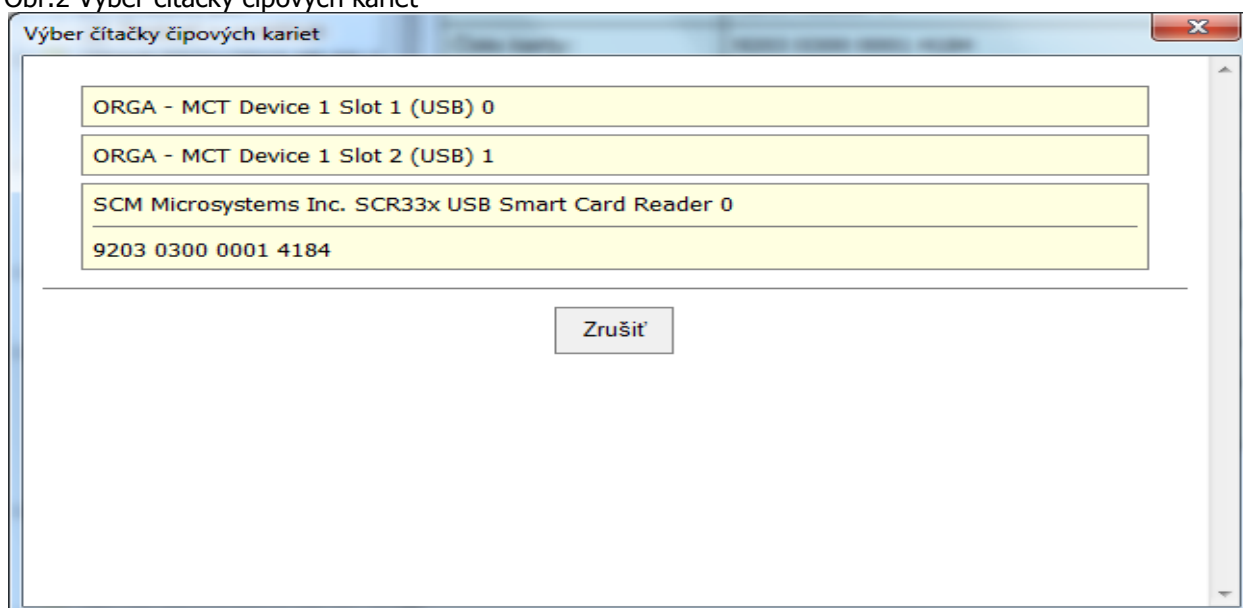 Obr.2 Výber čítačky čipových kariet
Výber čítačky čipových kariet
ORGA - MCT Device 1 Slot 1 (USB) 0
ORGA - MCT Device 1 Slot 2 (USB) 1
SCM Microsystems Inc. SCR33x USB Smart Card Reader 0
9203 0300 0001 4184
Zrušiť